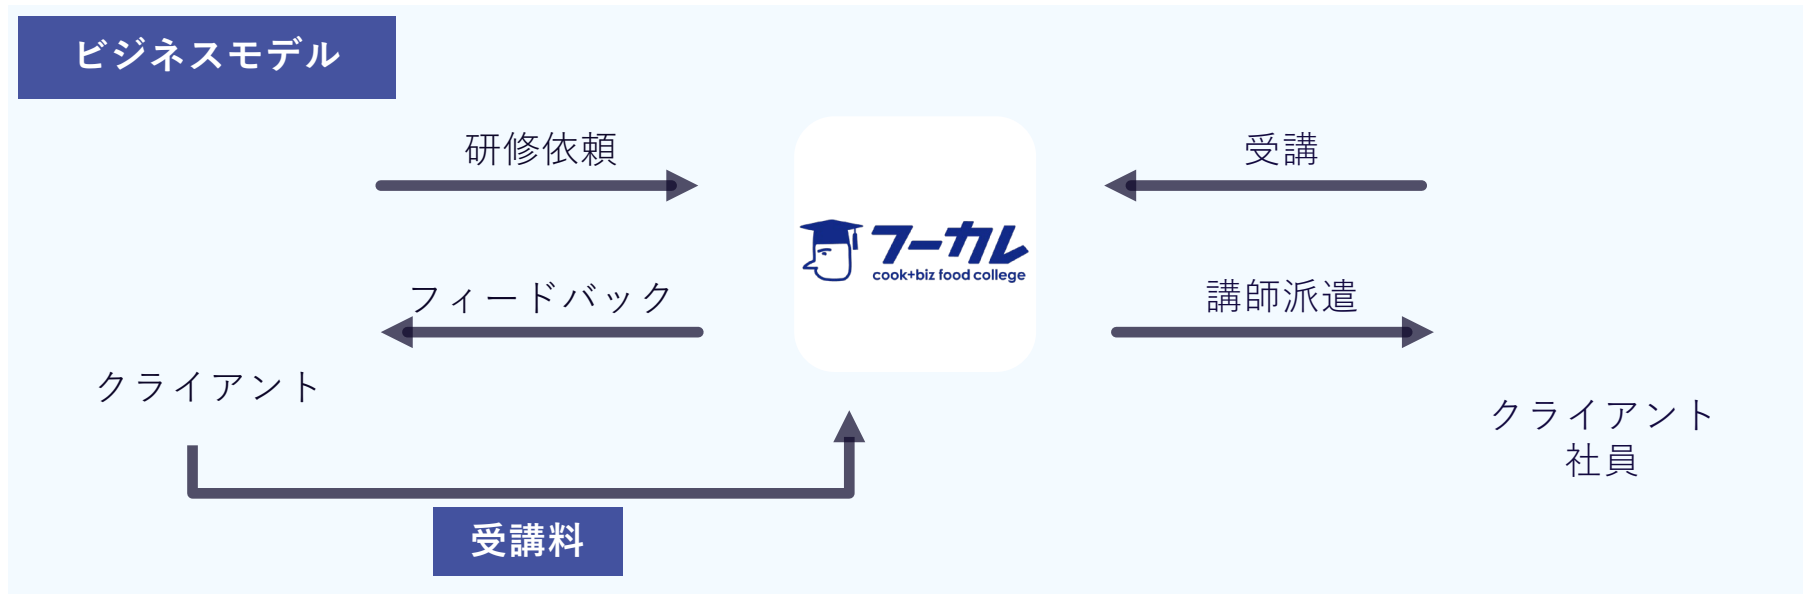 ビジネスモデル
研修依頼
受講
フーカレ
cook+biz food college
フィードバック
講師派遣
クライアント
クライアント
社員
受講料